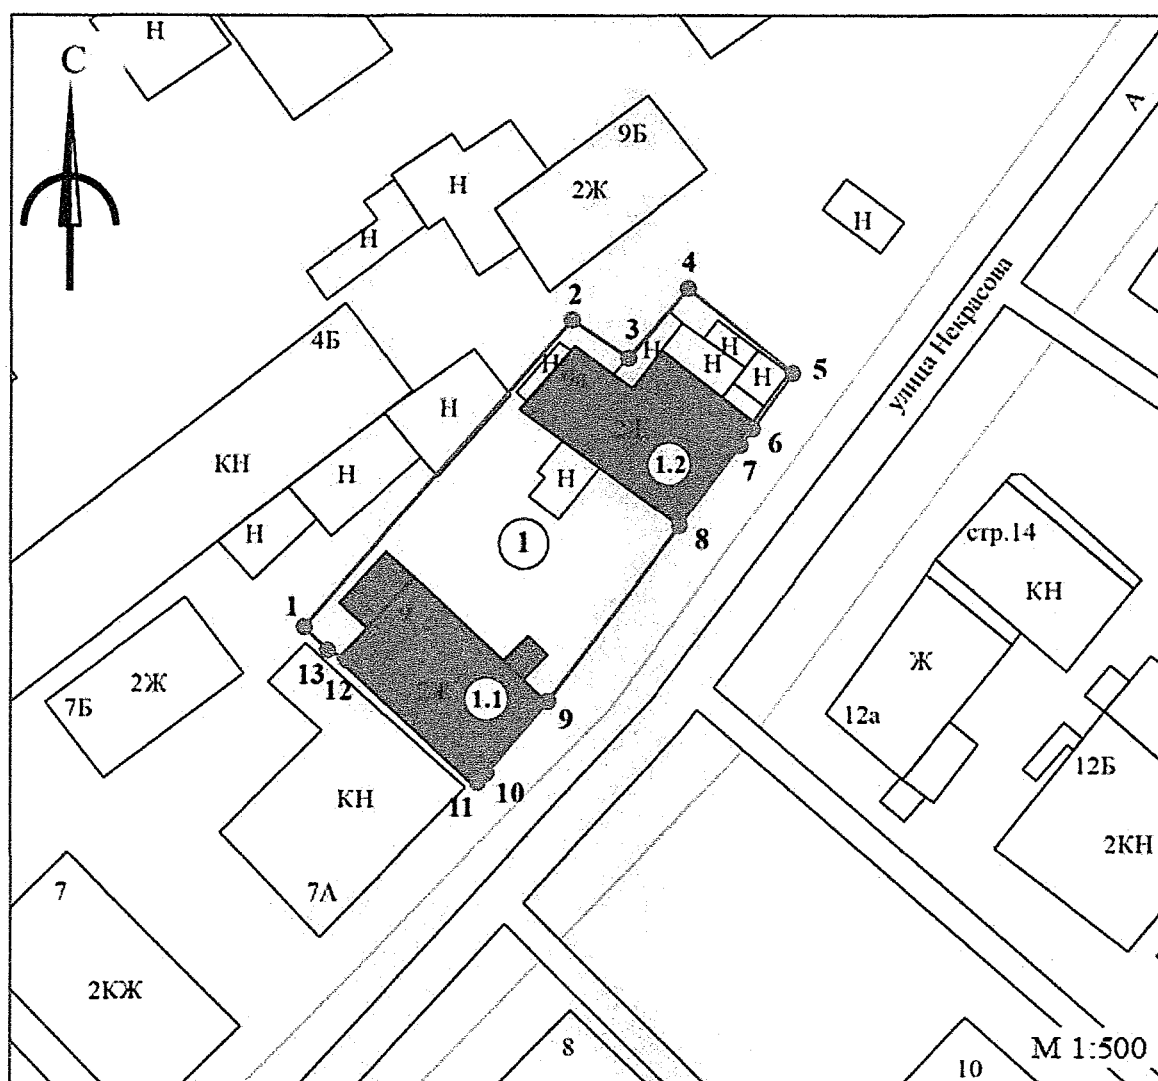 Н
С
9Б
Н
2Ж
Н
Н
А
4
2
улица Некрасова
4Б
3
Н
Н
Н
Н
Н
5
Н
6
КН
1.2
7
Н
Н
8
Н
1
стр.14
КН
1
13
12
Ж
2Ж
7Б
1.1
9
12а
12Б
10
11
КН
2КН
7А
7
2КЖ
8
М 1:500
10